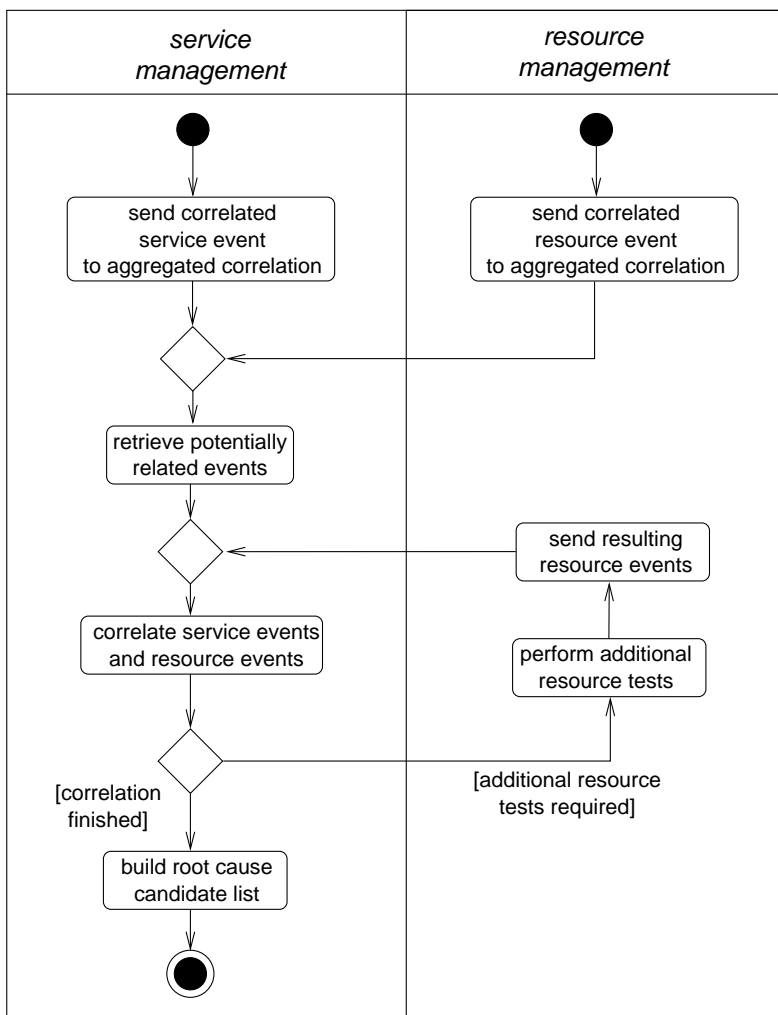 service
management
resource
management
send correlated
service event
to aggregated correlation
send correlated
resource event
to aggregated correlation
retrieve potentially
related events
send resulting
resource events
correlate service events
and resource events
perform additional
resource tests
[correlation
finished]
[additional resource
tests required]
build root cause
candidate list